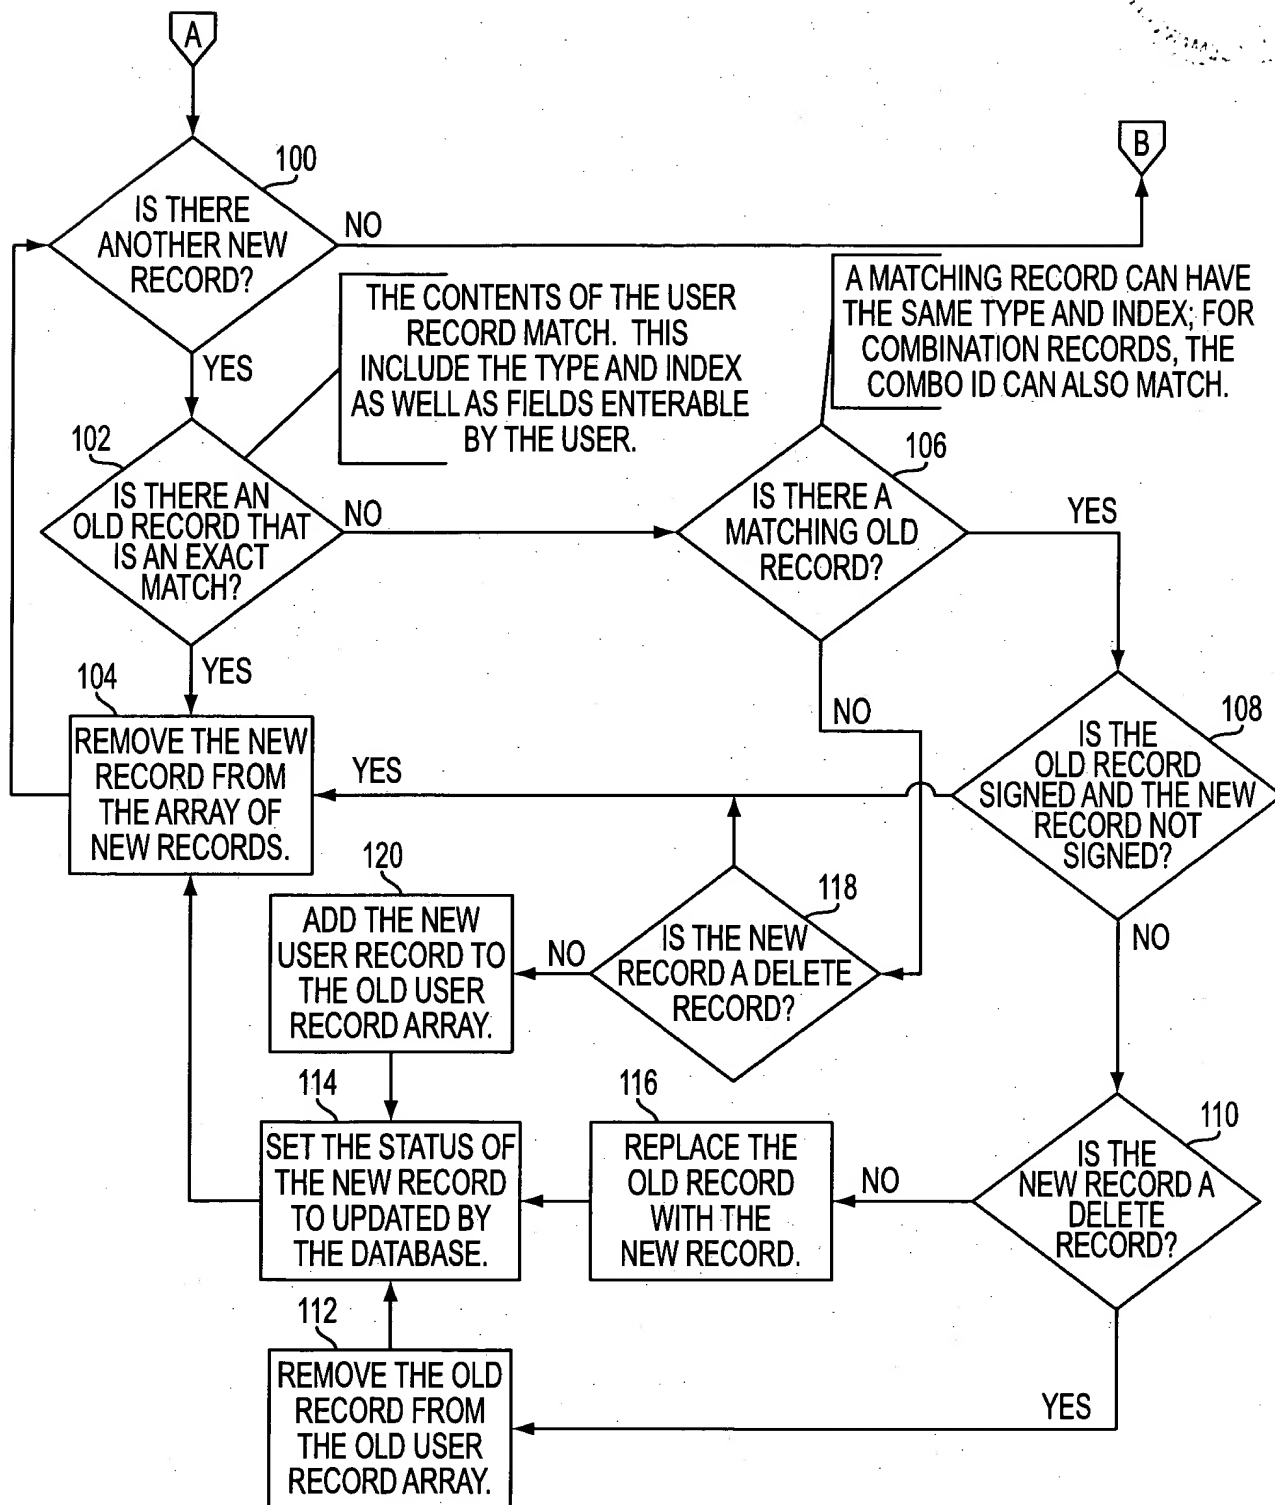 A
100
IS THERE
ANOTHER NEW
RECORD?
NO
B
YES
THE CONTENTS OF THE USER
RECORD MATCH. THIS
INCLUDE THE TYPE AND INDEX
AS WELL AS FIELDS ENTERABLE
BY THE USER.
A MATCHING RECORD CAN HAVE
THE SAME TYPE AND INDEX; FOR
COMBINATION RECORDS, THE
COMBO ID CAN ALSO MATCH.
102
IS THERE AN
OLD RECORD THAT
IS AN EXACT
MATCH?
NO
YES
106
IS THERE A
MATCHING OLD
RECORD?
YES
NO
104
REMOVE THE NEW
RECORD FROM
THE ARRAY OF
NEW RECORDS.
YES
108
IS THE
OLD RECORD
SIGNED AND THE NEW
RECORD NOT
SIGNED?
NO
120
ADD THE NEW
USER RECORD TO
THE OLD USER
RECORD ARRAY.
NO
118
IS THE NEW
RECORD A DELETE
RECORD?
114
SET THE STATUS OF
THE NEW RECORD
TO UPDATED BY
THE DATABASE.
116
REPLACE THE
OLD RECORD
WITH THE
NEW RECORD.
NO
110
IS THE
NEW RECORD A
DELETE
RECORD?
YES
112
REMOVE THE OLD
RECORD FROM
THE OLD USER
RECORD ARRAY.